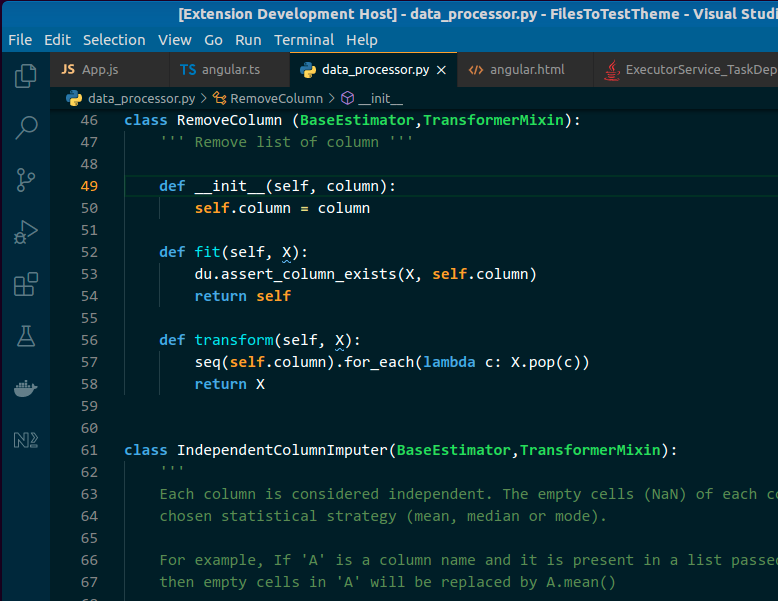 [Extension Development Host] - data_processor.py - FilesToTestTheme - Visual Studi
File Edit Selection View Go Run Terminal Help
JS App.js TS angular.ts data_processor.py × <> angular.html ExecutorService_TaskDep
data_processor.py > RemoveColumn > __init__
46 class RemoveColumn (BaseEstimator,TransformerMixin):
47 ''' Remove list of column '''
48
49 def __init__(self, column):
50 self.column = column
51
52 def fit(self, X):
53 du.assert_column_exists(X, self.column)
54 return self
55
56 def transform(self, X):
57 seq(self.column).for_each(lambda c: X.pop(c))
58 return X
59
60
61 class IndependentColumnImputer(BaseEstimator,TransformerMixin):
62 '''
63 Each column is considered independent. The empty cells (NaN) of each co
64 chosen statistical strategy (mean, median or mode).
65
66 For example, If 'A' is a column name and it is present in a list passe
67 then empty cells in 'A' will be replaced by A.mean()